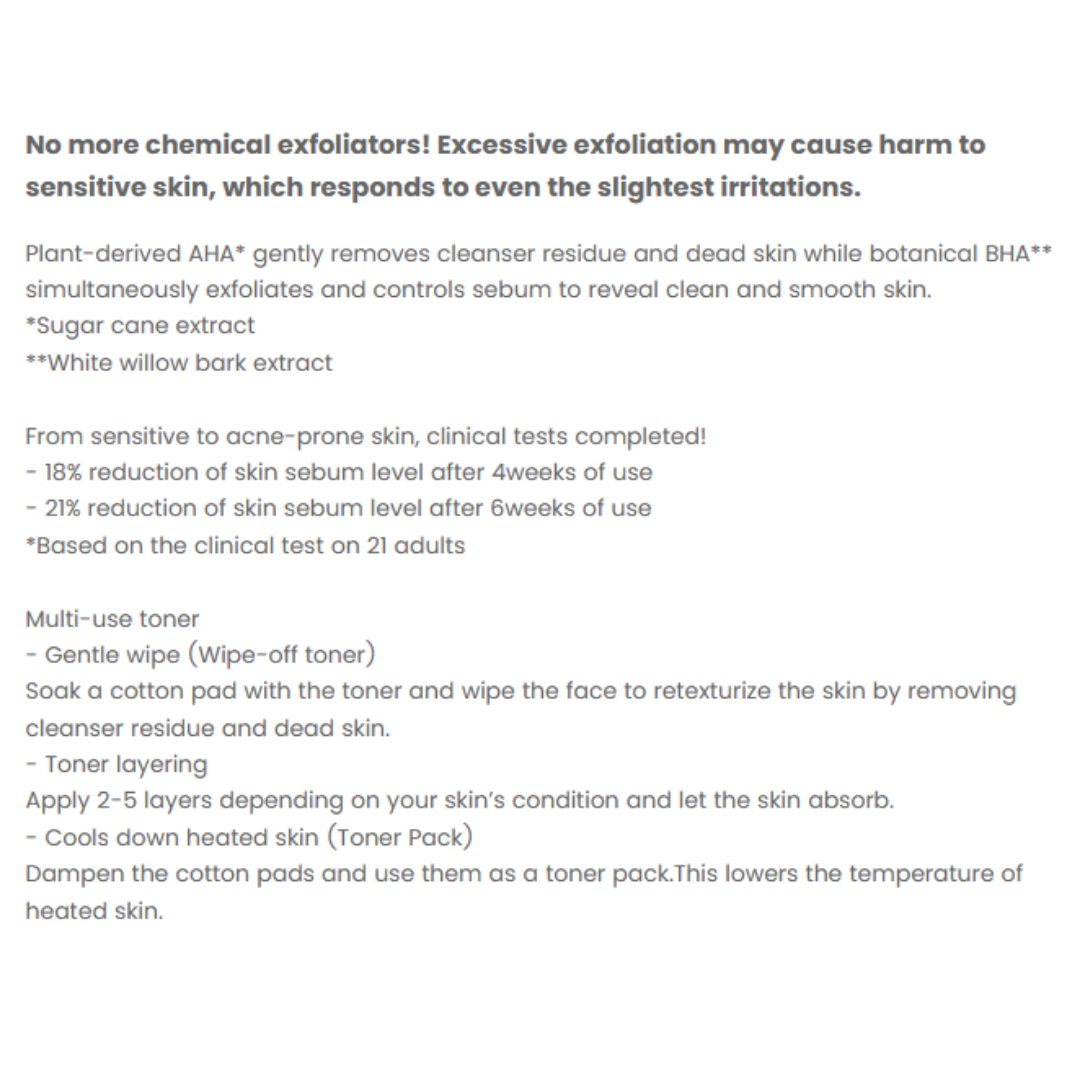 No more chemical exfoliators! Excessive exfoliation may cause harm to
sensitive skin, which responds to even the slightest irritations.
Plant-derived AHA* gently removes cleanser residue and dead skin while botanical BHA**
simultaneously exfoliates and controls sebum to reveal clean and smooth skin.
*Sugar cane extract
**White willow bark extract
From sensitive to acne-prone skin, clinical tests completed!
- 18% reduction of skin sebum level after 4weeks of use
- 21% reduction of skin sebum level after 6weeks of use
*Based on the clinical test on 21 adults
Multi-use toner
- Gentle wipe (Wipe-off toner)
Soak a cotton pad with the toner and wipe the face to retexturize the skin by removing
cleanser residue and dead skin.
- Toner layering
Apply 2-5 layers depending on your skin's condition and let the skin absorb.
- Cools down heated skin (Toner Pack)
Dampen the cotton pads and use them as a toner pack.This lowers the temperature of
heated skin.